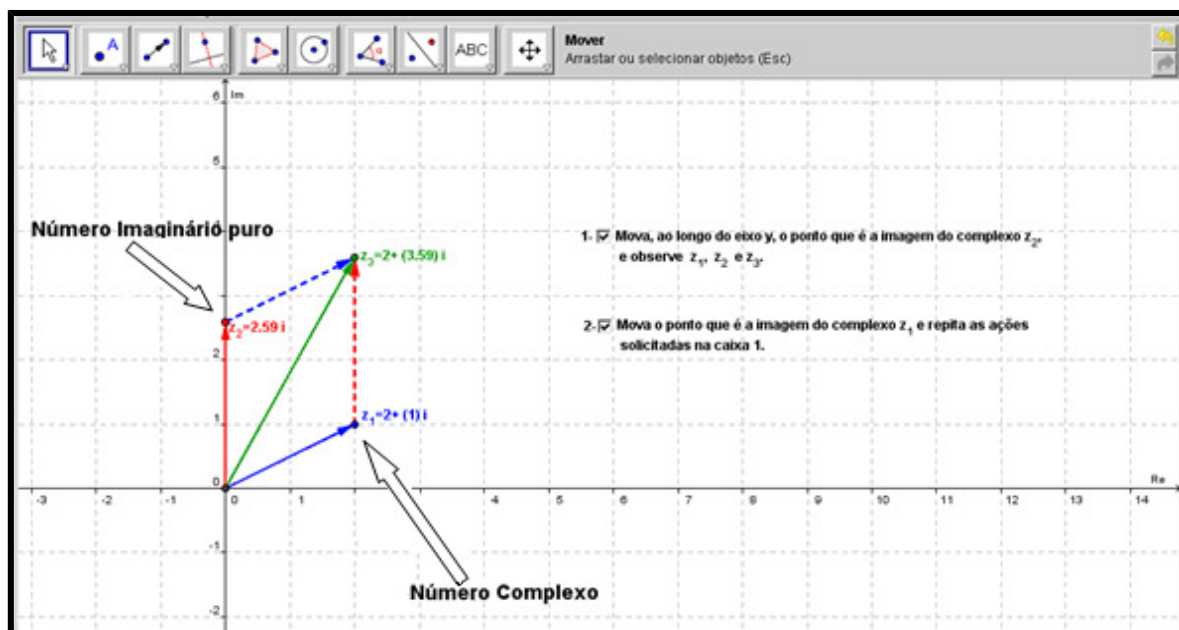 A
α
ABC
Mover
Arrastar ou selecionar objetos (Esc)
6
Im
5
4
Número Imaginário puro
1- Mova, ao longo do eixo y, o ponto que é a imagem do complexo z₂,
e observe z₁, z₂ e z₃.
z₃=2+ (3.59) i
z₂=2.59 i
2- Mova o ponto que é a imagem do complexo z₁ e repita as ações
solicitadas na caixa 1.
2
z₁=2+ (1) i
1
0
Re
-3 -2 -1 0 1 4 5 6 7 8 9 10 11 12 13 14
-1
Número Complexo
-2